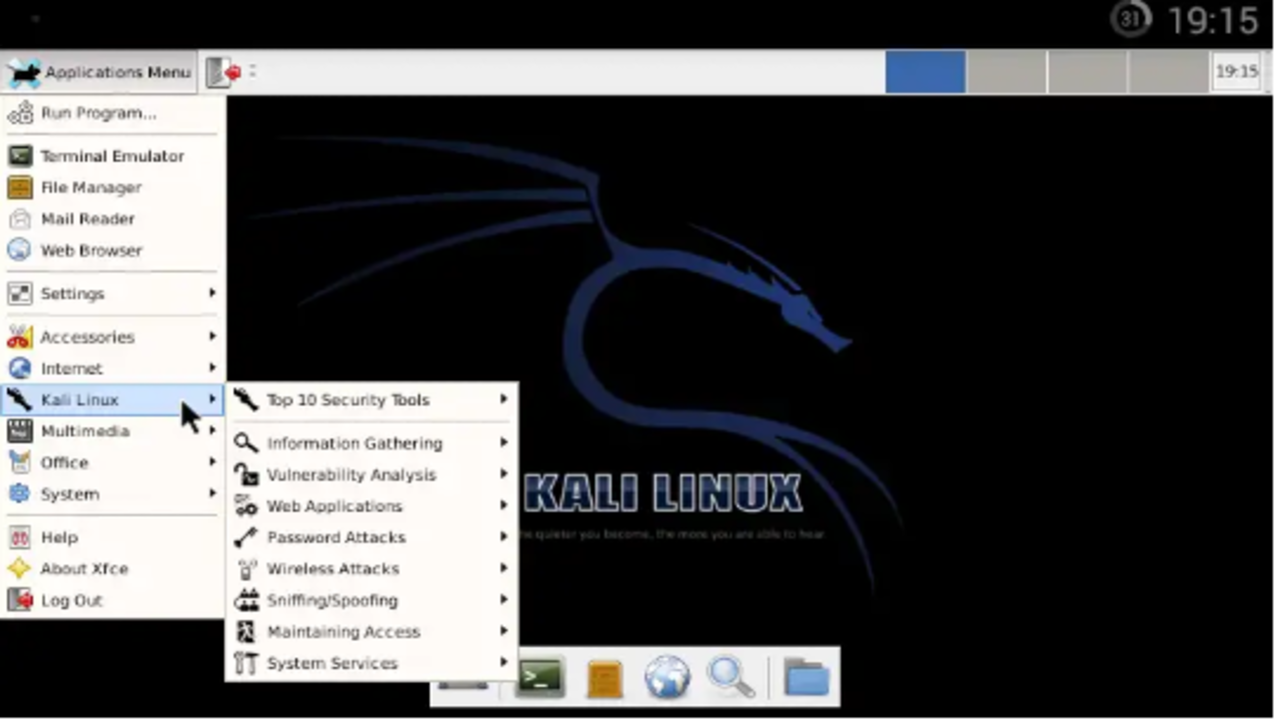 31 19:15
Applications Menu
19:15
Run Program...
Terminal Emulator
File Manager
Mail Reader
Web Browser
Settings
Accessories
Internet
Kali Linux
Multimedia
Office
System
Help
About Xfce
Log Out
Top 10 Security Tools
Information Gathering
Vulnerability Analysis
Web Applications
Password Attacks
Wireless Attacks
Sniffing/Spoofing
Maintaining Access
System Services
KALI LINUX
he quieter you become, the more you are able to hear.